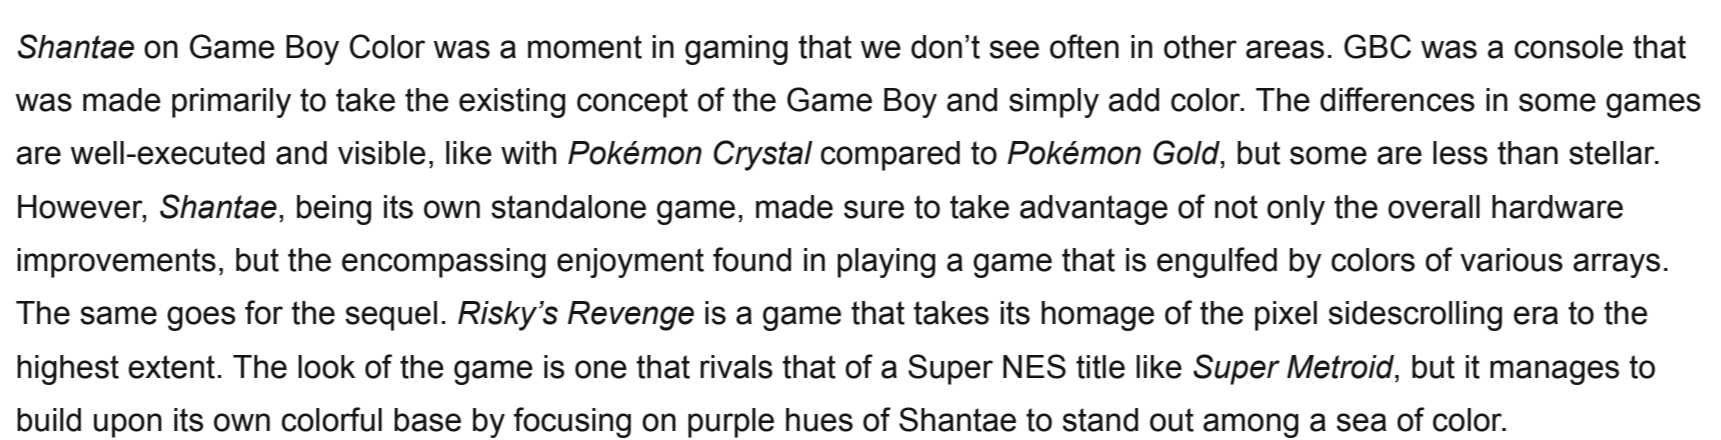 Shantae on Game Boy Color was a moment in gaming that we don’t see often in other areas. GBC was a console that
was made primarily to take the existing concept of the Game Boy and simply add color. The differences in some games
are well-executed and visible, like with Pokémon Crystal compared to Pokémon Gold, but some are less than stellar.
However, Shantae, being its own standalone game, made sure to take advantage of not only the overall hardware
improvements, but the encompassing enjoyment found in playing a game that is engulfed by colors of various arrays.
The same goes for the sequel. Risky’s Revenge is a game that takes its homage of the pixel sidescrolling era to the
highest extent. The look of the game is one that rivals that of a Super NES title like Super Metroid, but it manages to
build upon its own colorful base by focusing on purple hues of Shantae to stand out among a sea of color.